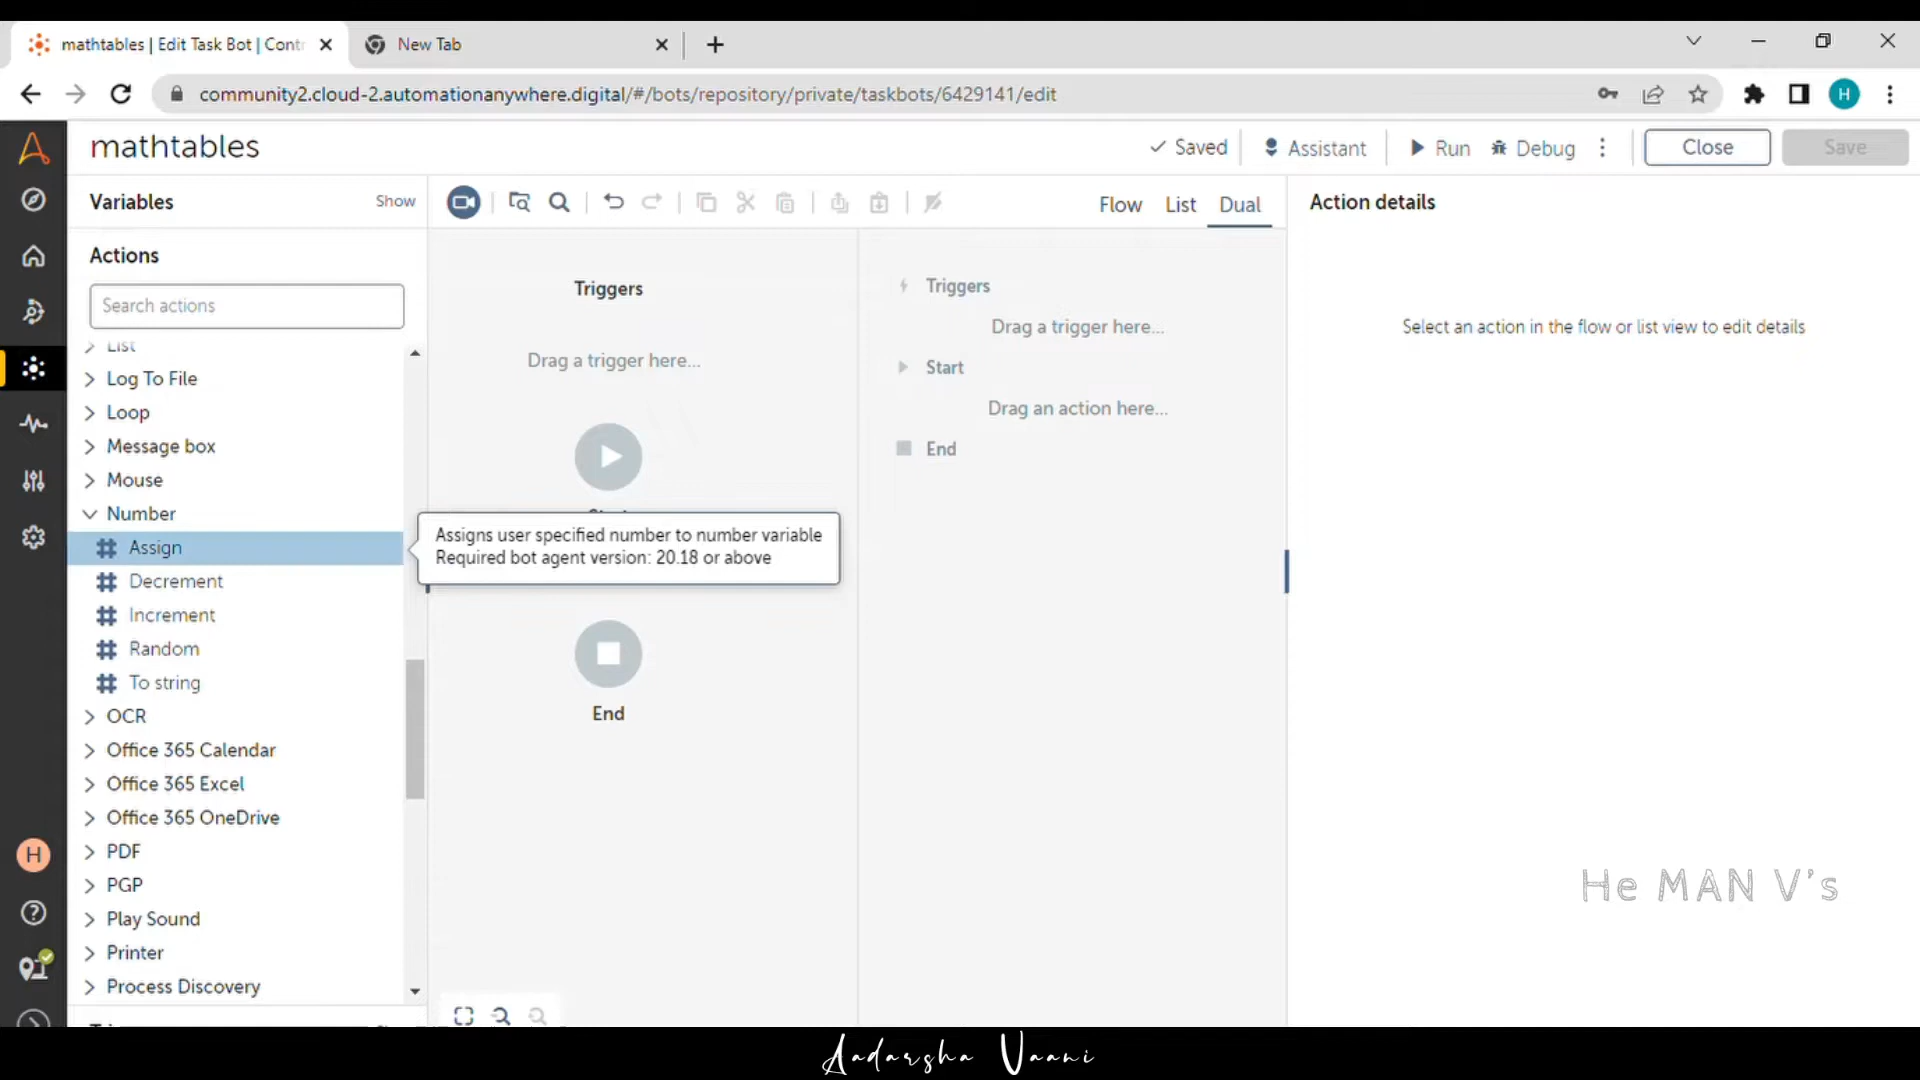 mathtables | Edit Task Bot | Contr
New Tab
community2.cloud-2.automationanywhere.digital/#/bots/repository/private/taskbots/6429141/edit
H
mathtables
Saved
Assistant
Run
Debug
Close
Save
Variables
Show
Flow
List
Dual
Action details
Actions
Search actions
List
Log To File
Loop
Message box
Mouse
Number
Assign
Decrement
Increment
Random
To string
OCR
Office 365 Calendar
Office 365 Excel
Office 365 OneDrive
PDF
PGP
Play Sound
Printer
Process Discovery
Triggers
Drag a trigger here...
Assigns user specified number to number variable
Required bot agent version: 20.18 or above
End
Triggers
Drag a trigger here...
Start
Drag an action here...
End
Select an action in the flow or list view to edit details
H
He MAN V's
Aadarsha Vaani